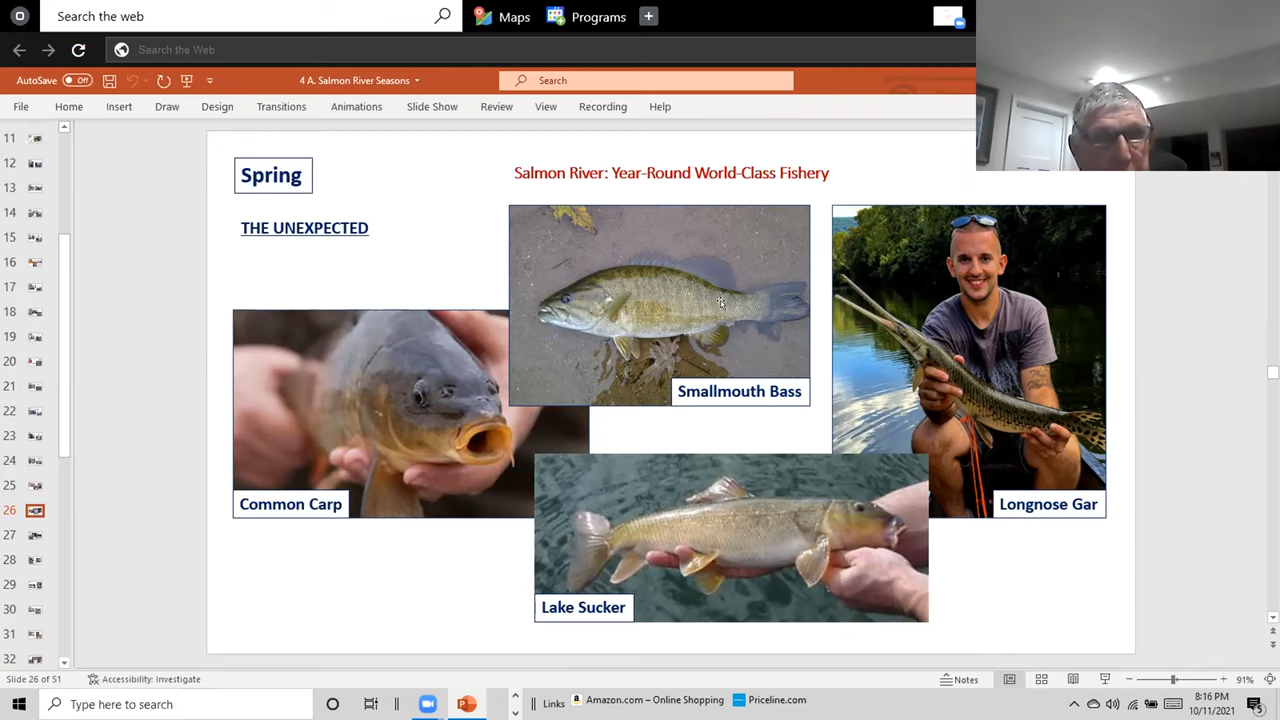 Search the web
Maps
Programs
Search the Web
AutoSave Off
4 A. Salmon River Seasons
Search
File Home Insert Draw Design Transitions Animations Slide Show Review View Recording Help
11
12
13
14
15
16
17
18
19
20
21
22
23
24
25
26
27
28
29
30
31
32
Spring
Salmon River: Year-Round World-Class Fishery
THE UNEXPECTED
Smallmouth Bass
Common Carp
Longnose Gar
Lake Sucker
Slide 26 of 51
Accessibility: Investigate
Notes
91%
Type here to search
Links
Amazon.com – Online Shopping
Priceline.com
8:16 PM
10/11/2021
5